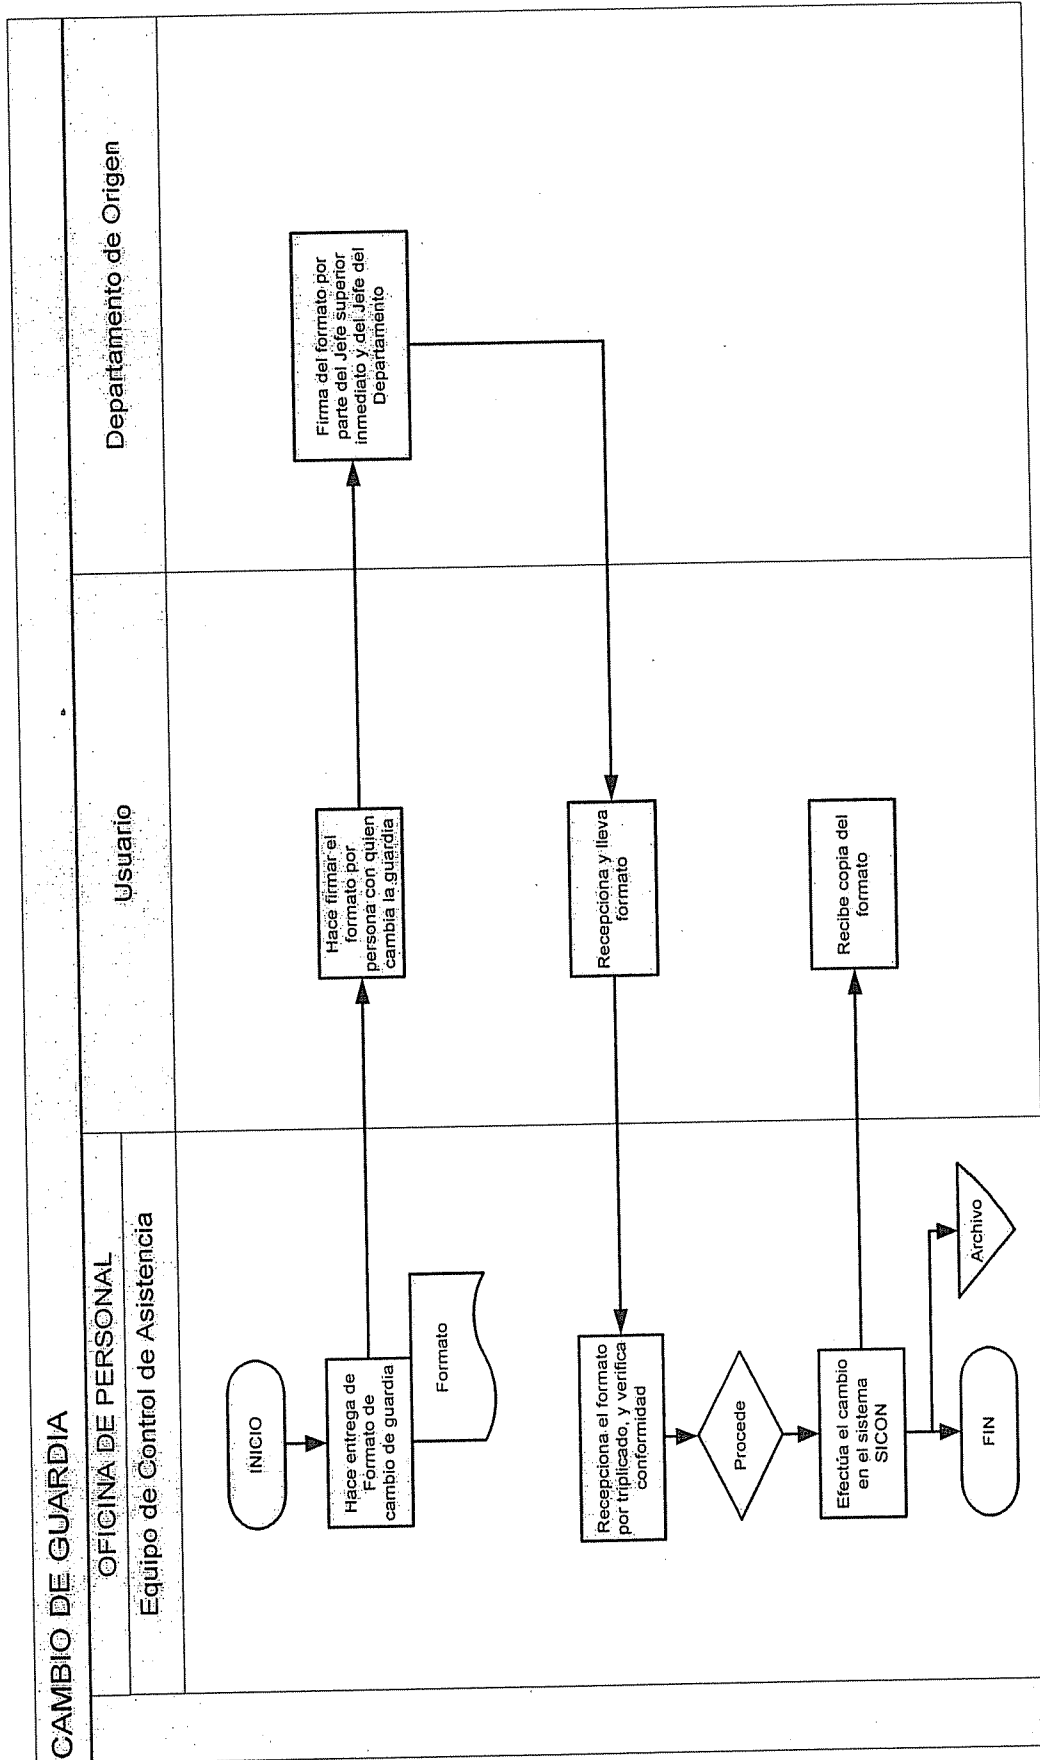 CAMBIO DE GUARDIA
OFICINA DE PERSONAL
Equipo de Control de Asistencia
Usuario
Departamento de Origen
INICIO
Hace entrega de
Formato de
cambio de guardia
Formato
Hace firmar el
formato por
persona con quien
cambia la guardia
Firma del formato por
parte del Jefe superior
inmediato y del Jefe del
Departamento
Recepciona y lleva
formato
Recepciona el formato
por triplicado, y verifica
conformidad
Procede
Efectúa el cambio
en el sistema
SICON
Recibe copia del
formato
Archivo
FIN